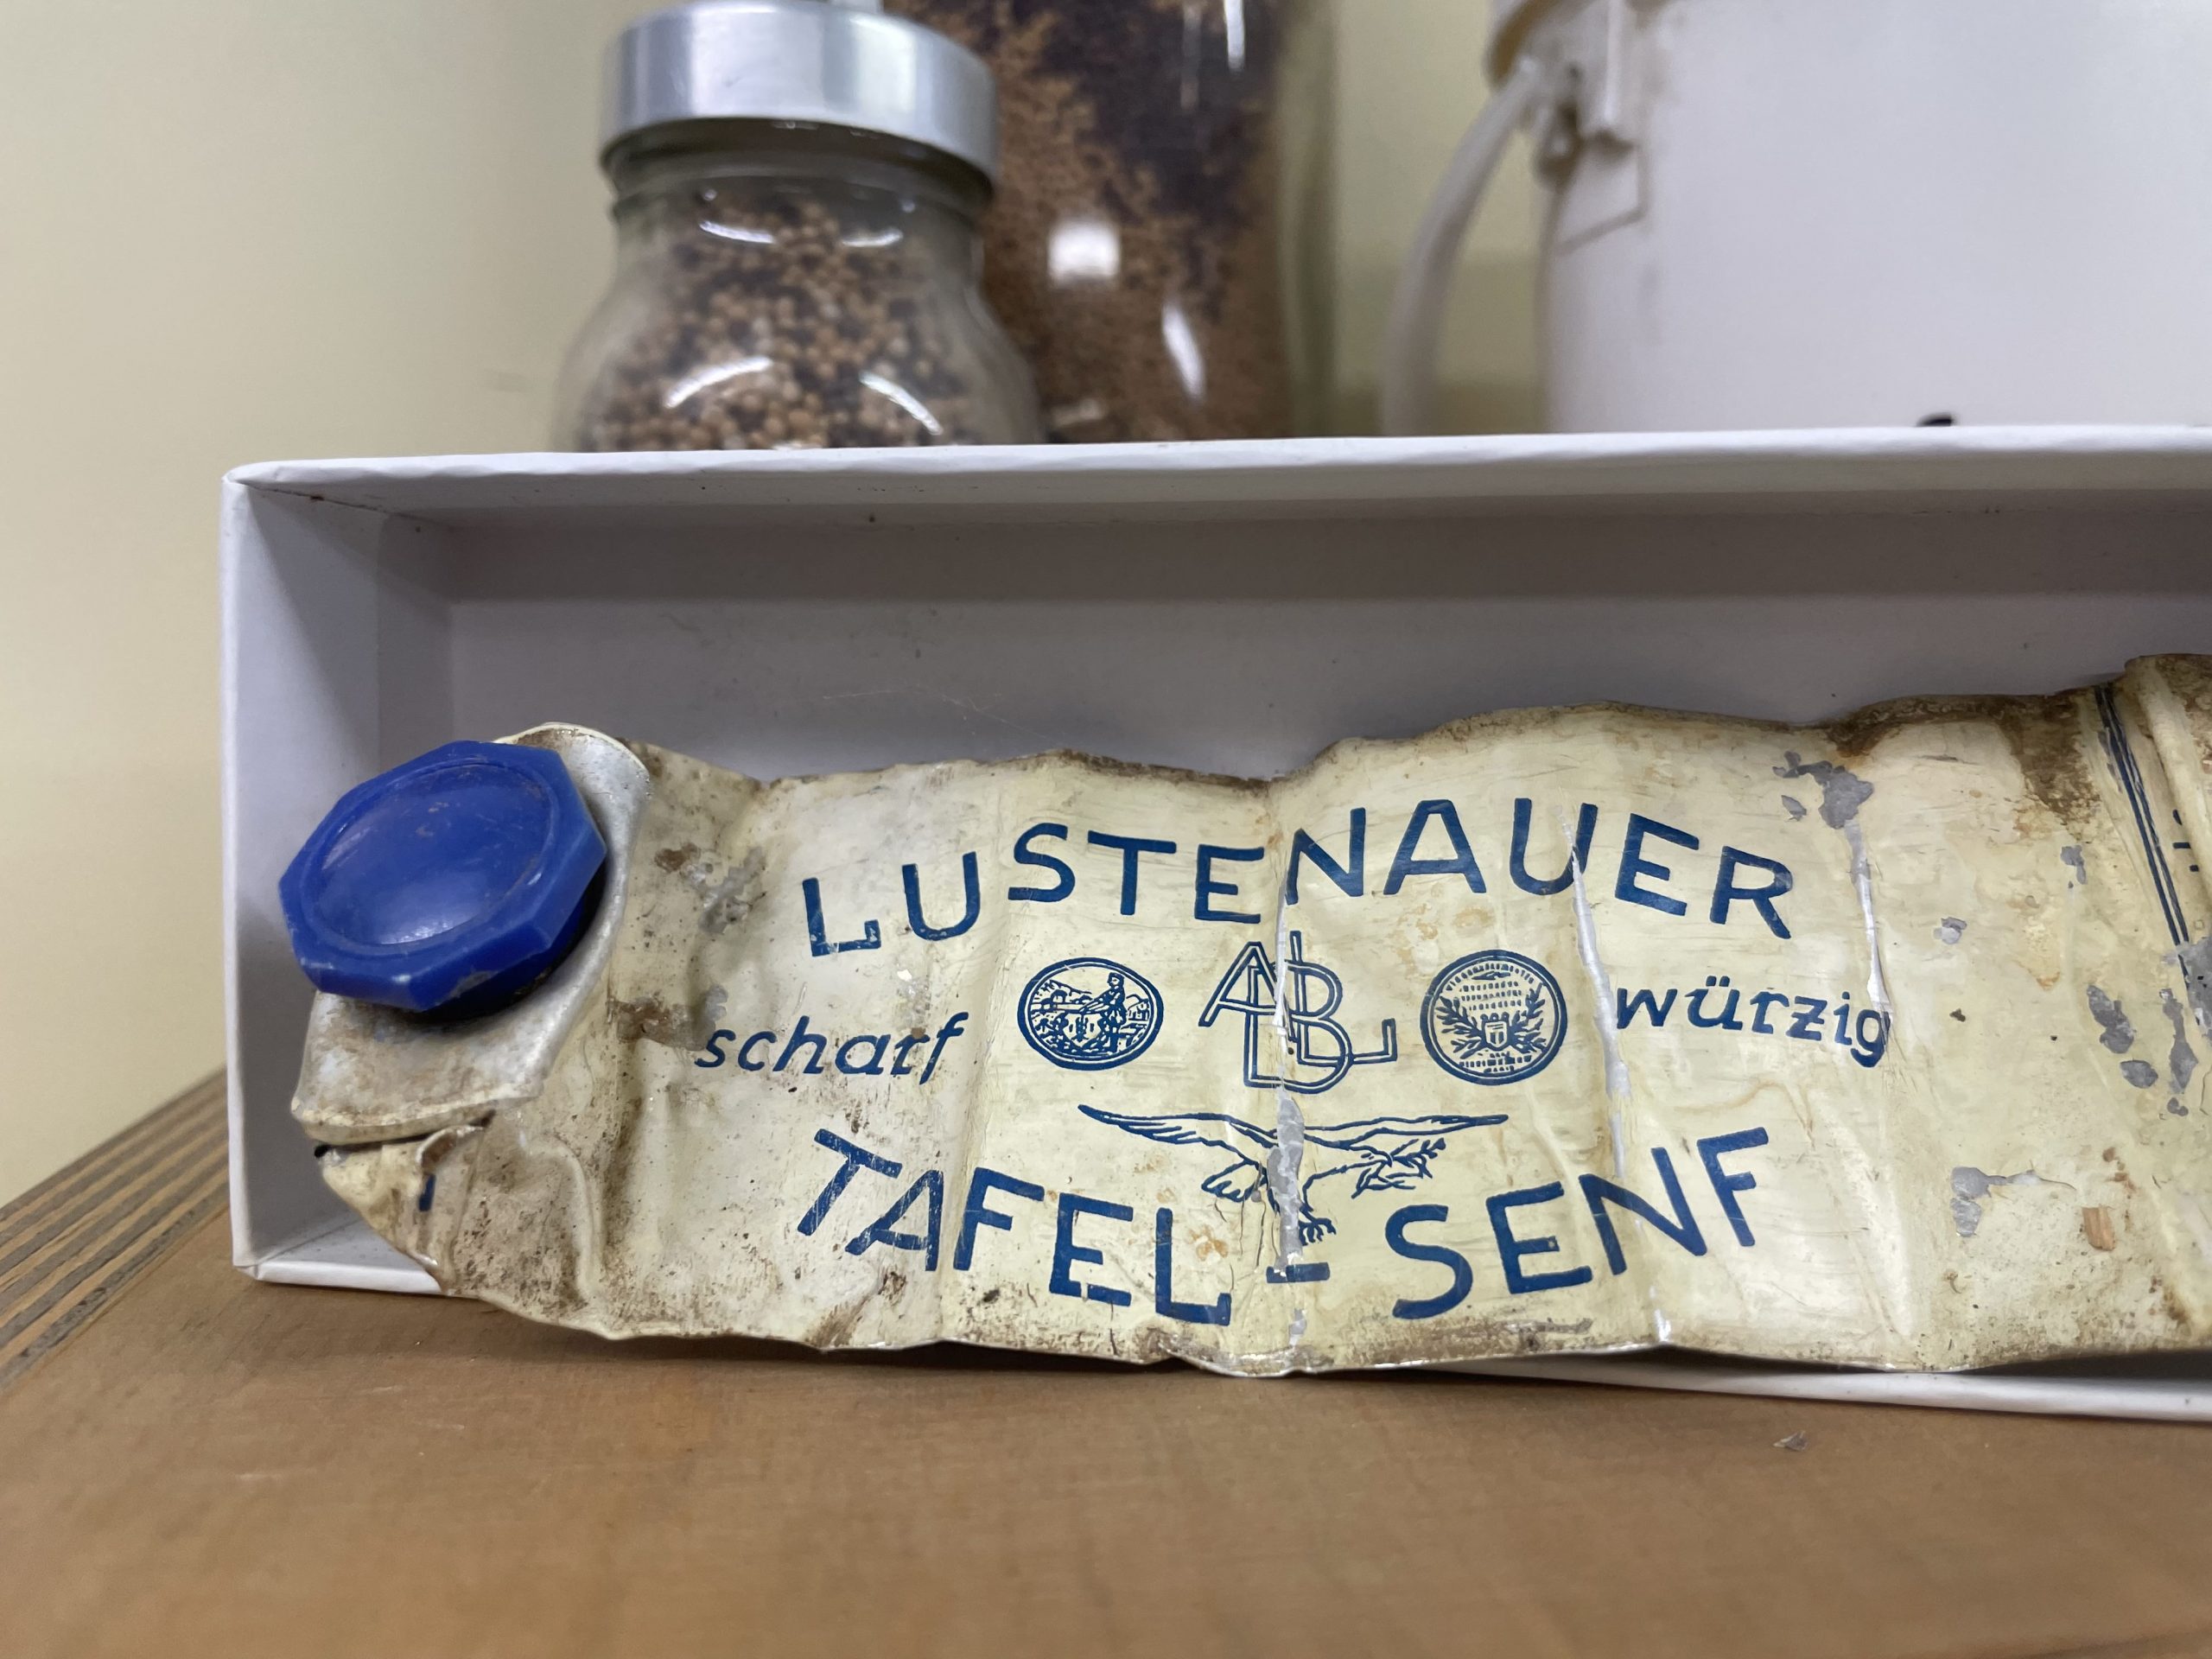 LUSTENAUER
scharf
würzig
TAFEL-SENF